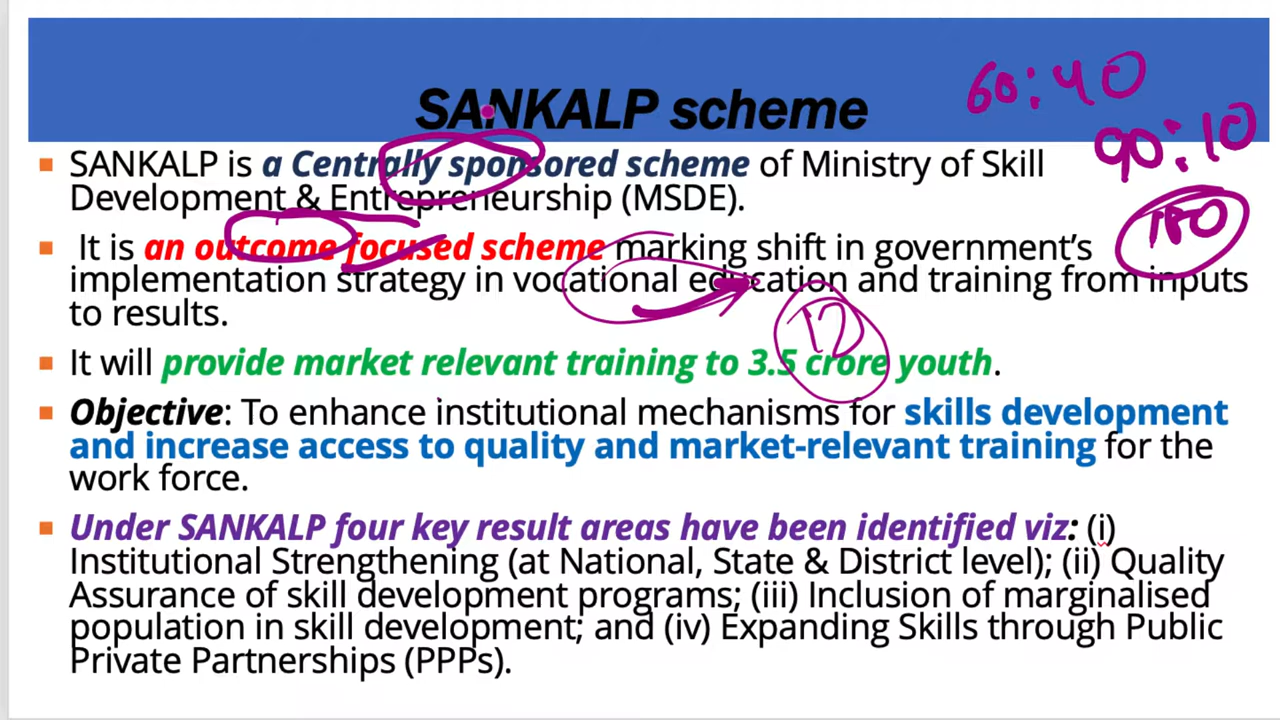 60:40
SANKALP scheme
90:10
SANKALP is a Centrally sponsored scheme of Ministry of Skill
Development & Entrepreneurship (MSDE).
It is an outcome focused scheme marking shift in government's
implementation strategy in vocational education and training from inputs
to results.
12
It will provide market relevant training to 3.5 crore youth.
Objective: To enhance institutional mechanisms for skills development
and increase access to quality and market-relevant training for the
work force.
Under SANKALP four key result areas have been identified viz: (i)
Institutional Strengthening (at National, State & District level); (ii) Quality
Assurance of skill development programs; (iii) Inclusion of marginalised
population in skill development; and (iv) Expanding Skills through Public
Private Partnerships (PPPs).